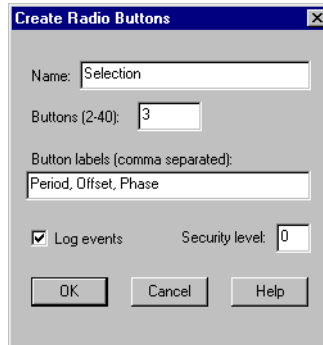 Create Radio Buttons
Name: Selection
Buttons (2-40): 3
Button labels (comma separated):
Period, Offset, Phase
Log events Security level: 0
OK Cancel Help